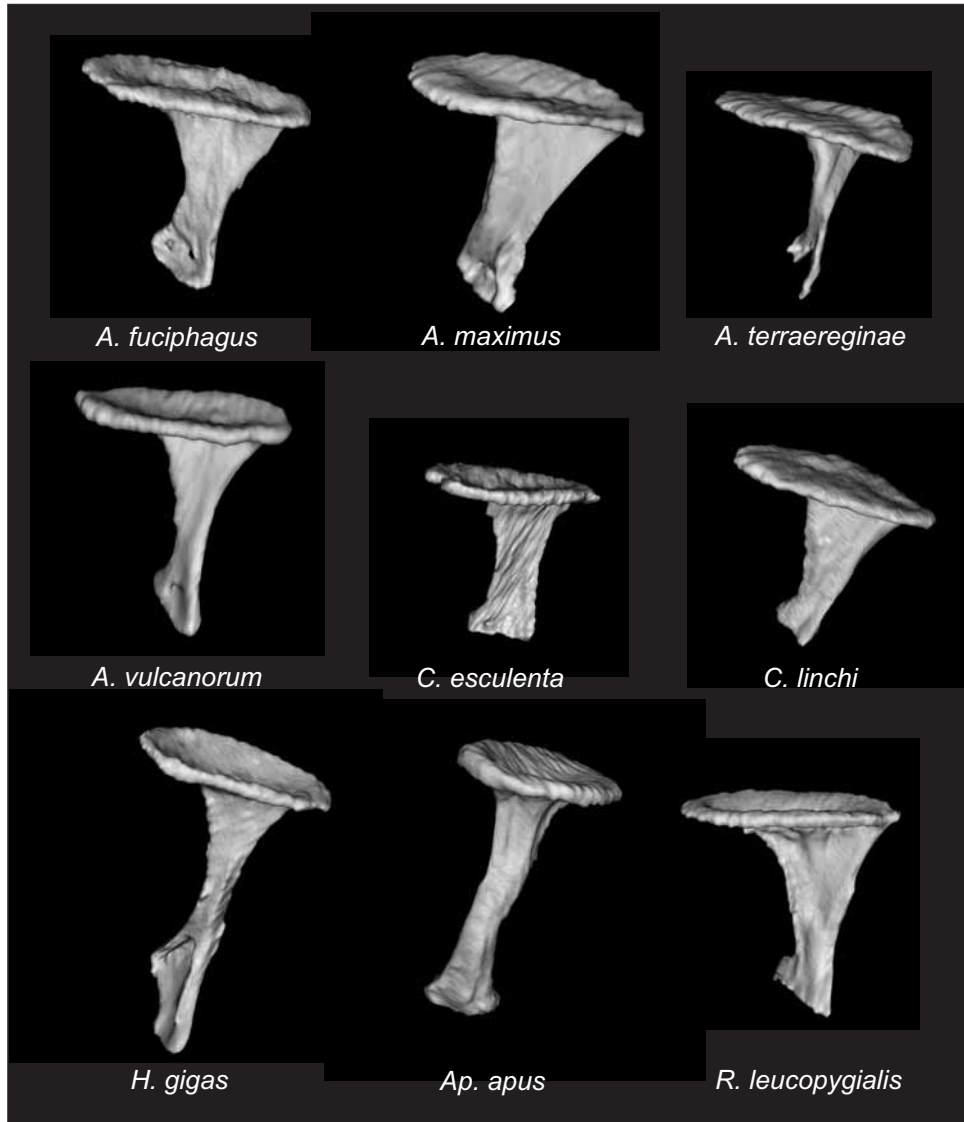 A. fuciphagus
A. maximus
A. terraereginae
A. vulcanorum
C. esculenta
C. linchi
H. gigas
Ap. apus
R. leucopygialis